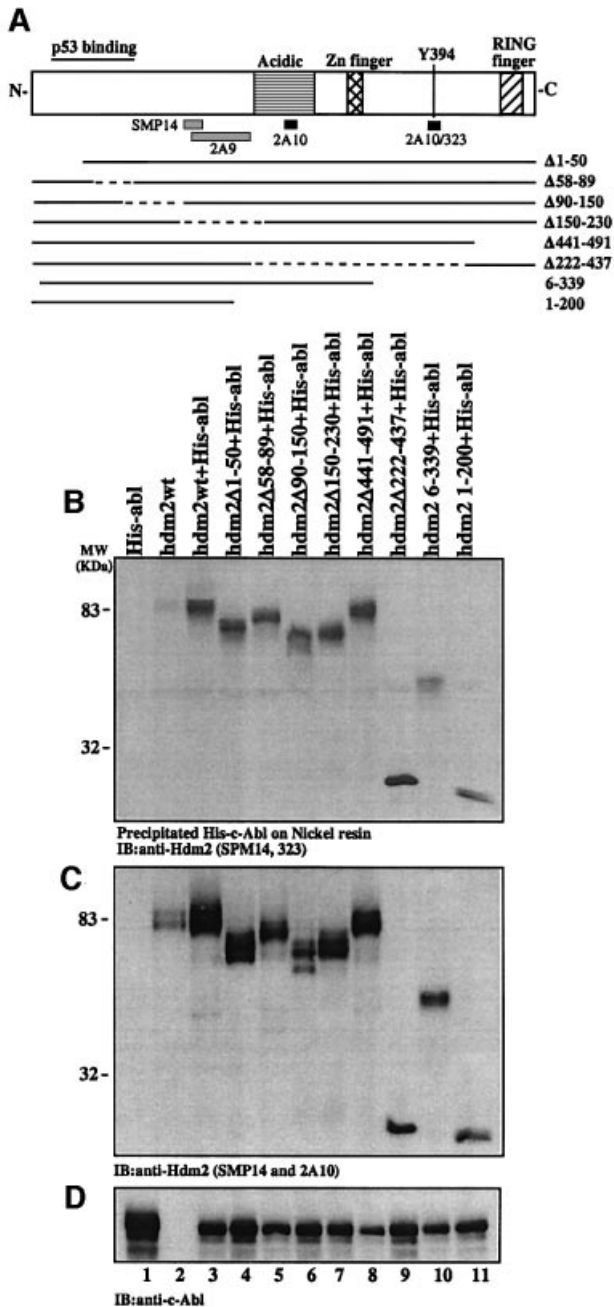 A
p53 binding
Acidic
Zn finger
Y394
RING
finger
N-
-C
SMP14
2A9
2A10
2A10/323
Δ1-50
Δ58-89
Δ90-150
Δ150-230
Δ441-491
Δ222-437
6-339
1-200
B
His-abl
hdm2wt
hdm2wt+His-abl
hdm2Δ1-50+His-abl
hdm2Δ58-89+His-abl
hdm2Δ90-150+His-abl
hdm2Δ150-230+His-abl
hdm2Δ441-491+His-abl
hdm2Δ222-437+His-abl
hdm2 6-339+His-abl
hdm2 1-200+His-abl
MW
(KDa)
83 -
32 -
Precipitated His-c-Abl on Nickel resin
IB:anti-Hdm2 (SPM14, 323)
C
83 -
32 -
IB:anti-Hdm2 (SMP14 and 2A10)
D
1 2 3 4 5 6 7 8 9 10 11
IB:anti-c-Abl